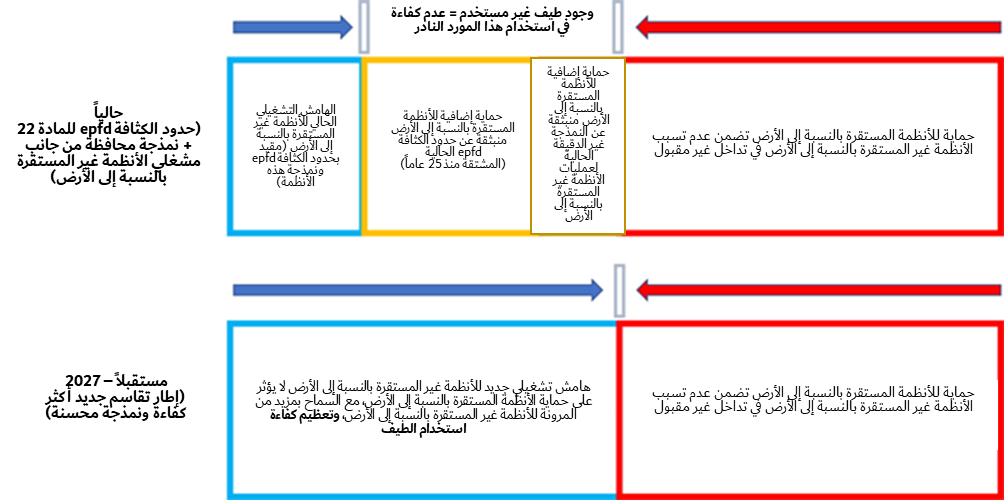 وجود طيف غير مستخدم = عدم كفاءة
في استخدام هذا المورد النادر
حالياً
(حدود الكثافة epfd للمادة 22
+ نمذجة محافظة من جانب
مشغلي الأنظمة غير المستقرة
بالنسبة إلى الأرض)
حماية للأنظمة المستقرة بالنسبة إلى الأرض تضمن عدم تسبب
الأنظمة غير المستقرة بالنسبة إلى الأرض في تداخل غير مقبول
حماية إضافية
للأنظمة
المستقرة
بالنسبة إلى
الأرض منبثقة
عن النمذجة
غير الدقيقة
الحالية
لعمليات
الأنظمة غير
المستقرة
بالنسبة إلى
الأرض
حماية إضافية للأنظمة
المستقرة بالنسبة إلى الأرض
منبثقة عن حدود الكثافة
epfd الحالية
(المشتقة منذ 25 عاماً)
الهامش التشغيلي
الحالي للأنظمة غير
المستقرة بالنسبة
إلى الأرض (مقيد
بحدود الكثافة epfd
ونمذجة هذه
الأنظمة)
مستقبلاً – 2027
(إطار تقاسم جديد أكثر
كفاءة ونمذجة محسنة)
حماية للأنظمة المستقرة بالنسبة إلى الأرض تضمن عدم تسبب
الأنظمة غير المستقرة بالنسبة إلى الأرض في تداخل غير مقبول
هامش تشغيلي جديد للأنظمة غير المستقرة بالنسبة إلى الأرض لا يؤثر
على حماية الأنظمة المستقرة بالنسبة إلى الأرض، مع السماح بمزيد من
المرونة للأنظمة غير المستقرة بالنسبة إلى الأرض، وتعظيم كفاءة
استخدام الطيف